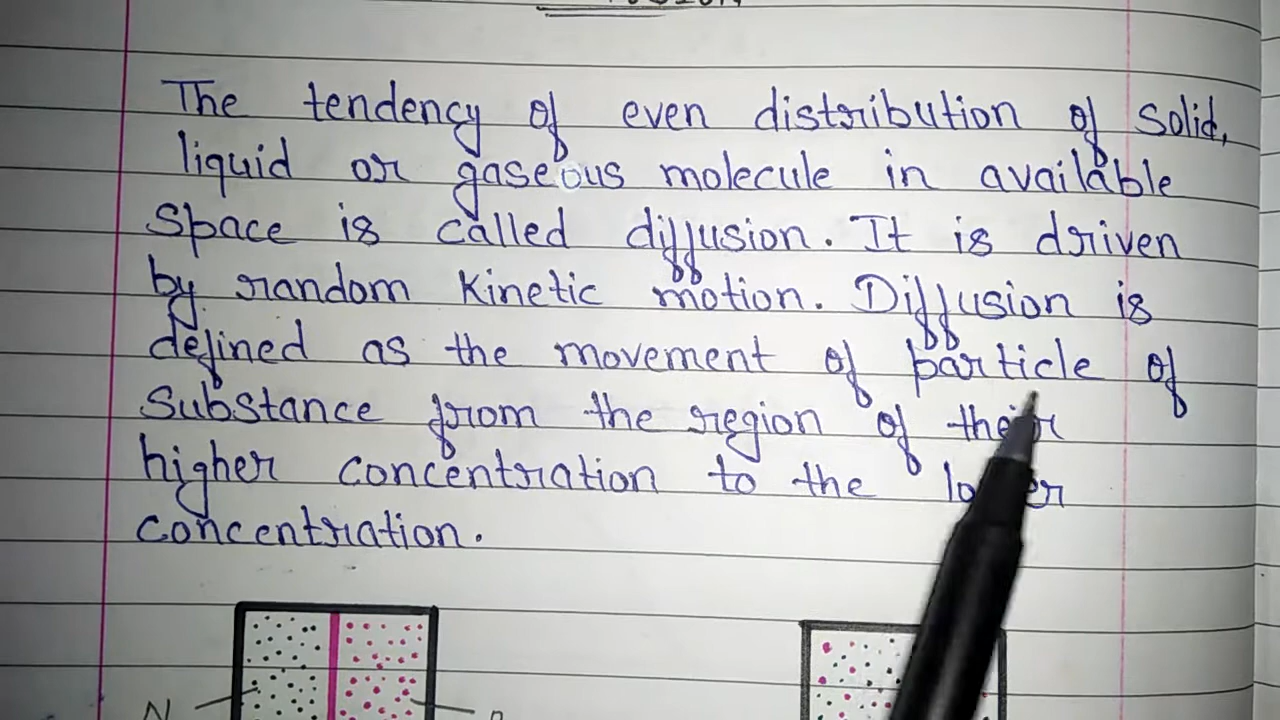 The tendency of even distribution of solid,
liquid or gaseous molecule in available
Space is called diffusion. It is driven
by random Kinetic motion. Diffusion is
defined as the movement of particle of
Substance from the region of their
higher concentration to the lower
concentration.
N